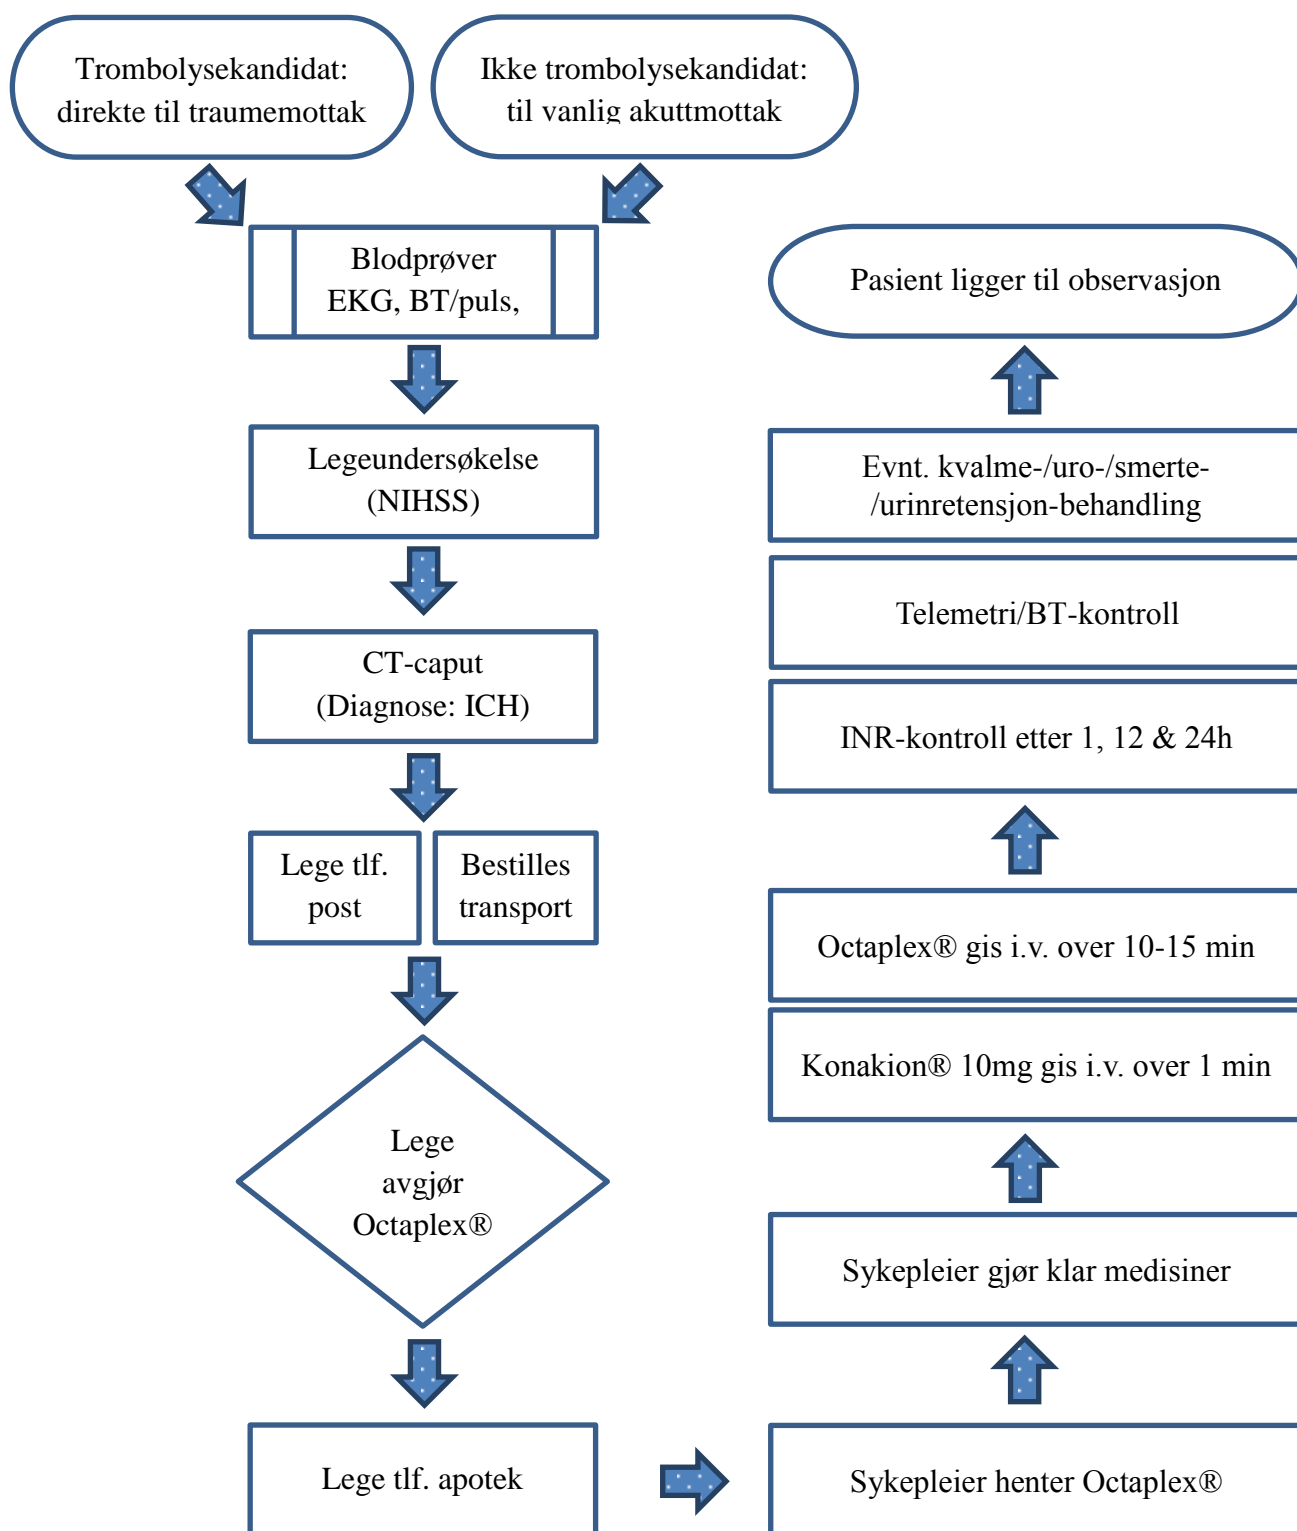 Trombolysekandidat:
direkte til traumemottak
Ikke trombolysekandidat:
til vanlig akuttmottak
Blodprøver
EKG, BT/puls,
Legeundersøkelse
(NIHSS)
CT-caput
(Diagnose: ICH)
Lege tlf.
post
Bestilles
transport
Lege
avgjør
Octaplex®
Lege tlf. apotek
Sykepleier henter Octaplex®
Sykepleier gjør klar medisiner
Konakion® 10mg gis i.v. over 1 min
Octaplex® gis i.v. over 10-15 min
INR-kontroll etter 1, 12 & 24h
Telemetri/BT-kontroll
Evnt. kvalme-/uro-/smerte-
/urinretensjon-behandling
Pasient ligger til observasjon